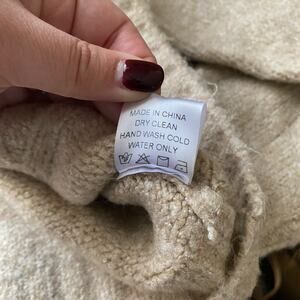 MADE IN CHINA
DRY CLEAN
HAND WASH COLD
WATER ONLY